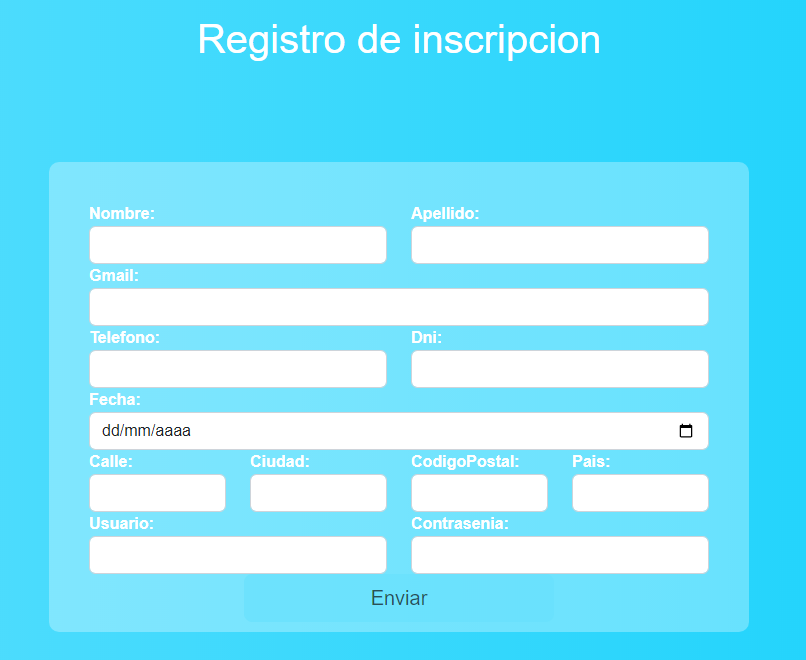 Registro de inscripcion
Nombre: Apellido:
Gmail:
Telefono: Dni:
Fecha:
dd/mm/aaaa
Calle: Ciudad: CodigoPostal: Pais:
Usuario: Contrasenia:
Enviar